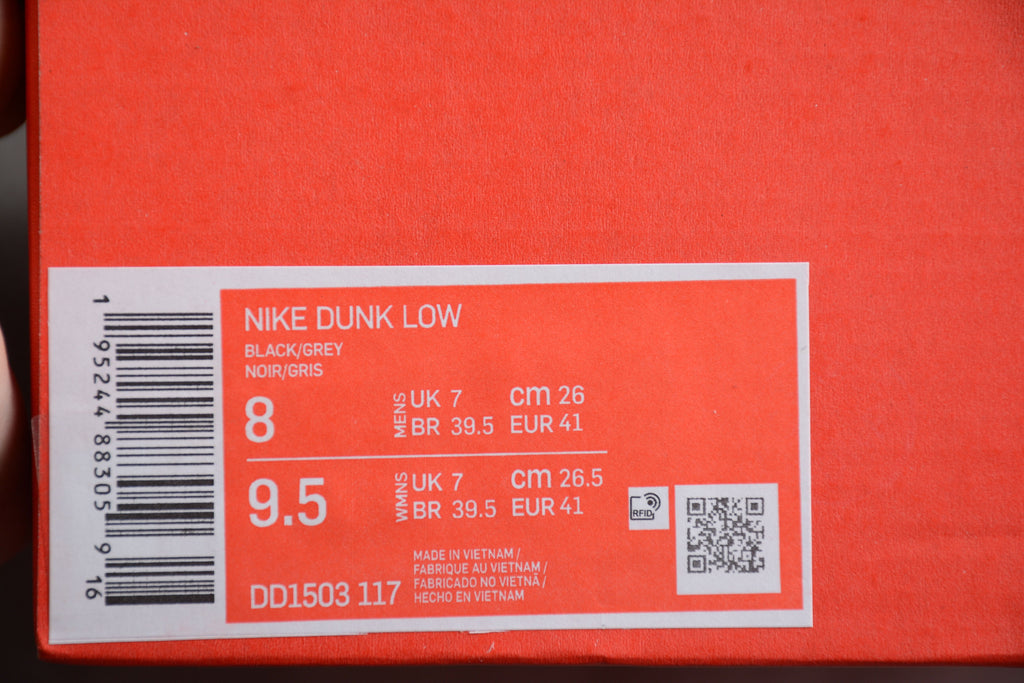 1 95244 88305 9 16
NIKE DUNK LOW
BLACK/GREY
NOIR/GRIS
8 MENS UK 7 cm 26
BR 39.5 EUR 41
9.5 WMNS UK 7 cm 26.5
BR 39.5 EUR 41
RFID
MADE IN VIETNAM /
FABRIQUE AU VIETNAM /
FABRICADO NO VIETNÃ /
HECHO EN VIETNAM
DD1503 117